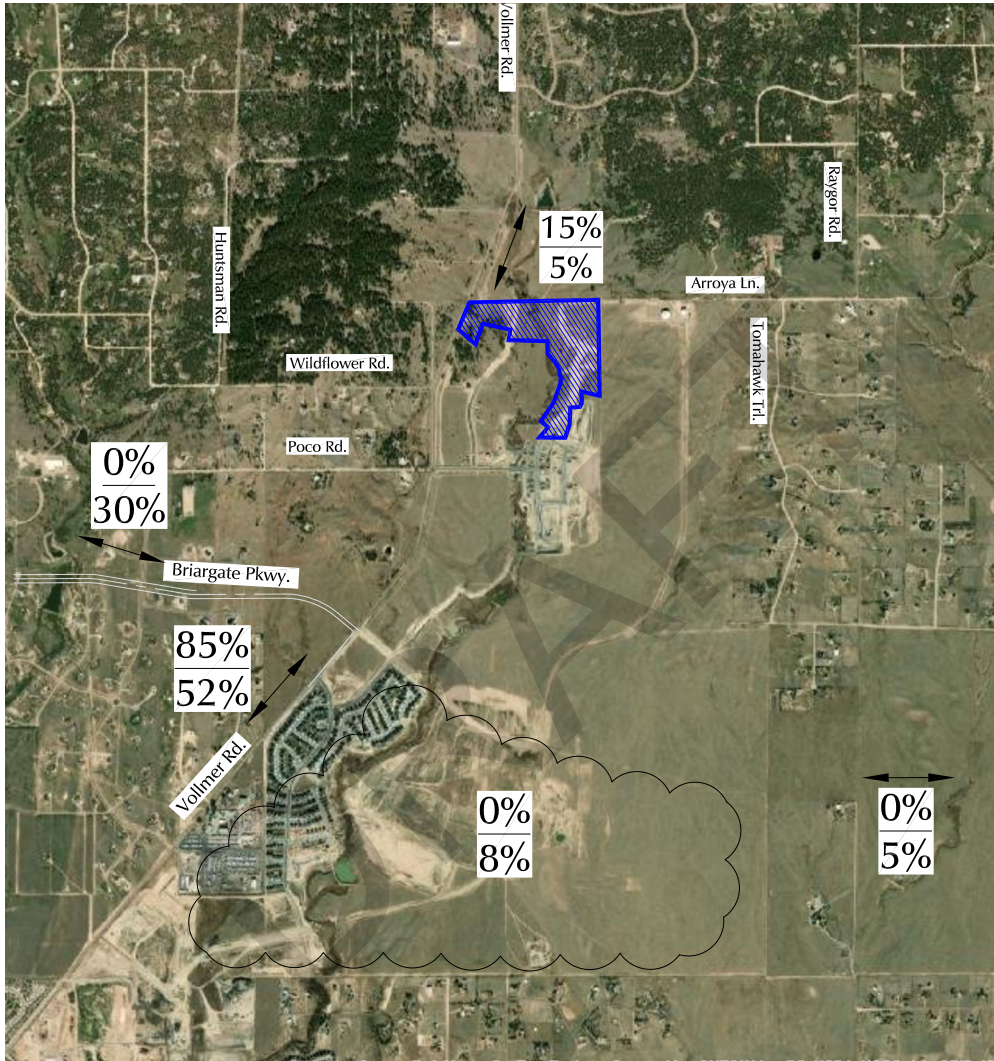 Vollmer Rd.
15%
5%
Raygor Rd.
Huntsman Rd.
Arroya Ln.
Wildflower Rd.
Tomahawk Trl.
Poco Rd.
0%
30%
Briargate Pkwy.
85%
52%
Vollmer Rd.
0%
8%
0%
5%
DRAFT